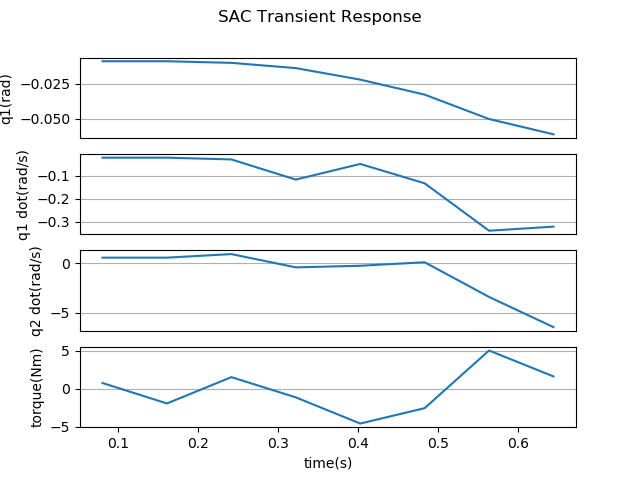 SAC Transient Response
q1(rad)
−0.025
−0.050
q1 dot(rad/s)
−0.1
−0.2
−0.3
q2 dot(rad/s)
0
−5
torque(Nm)
5
0
−5
0.1 0.2 0.3 0.4 0.5 0.6
time(s)